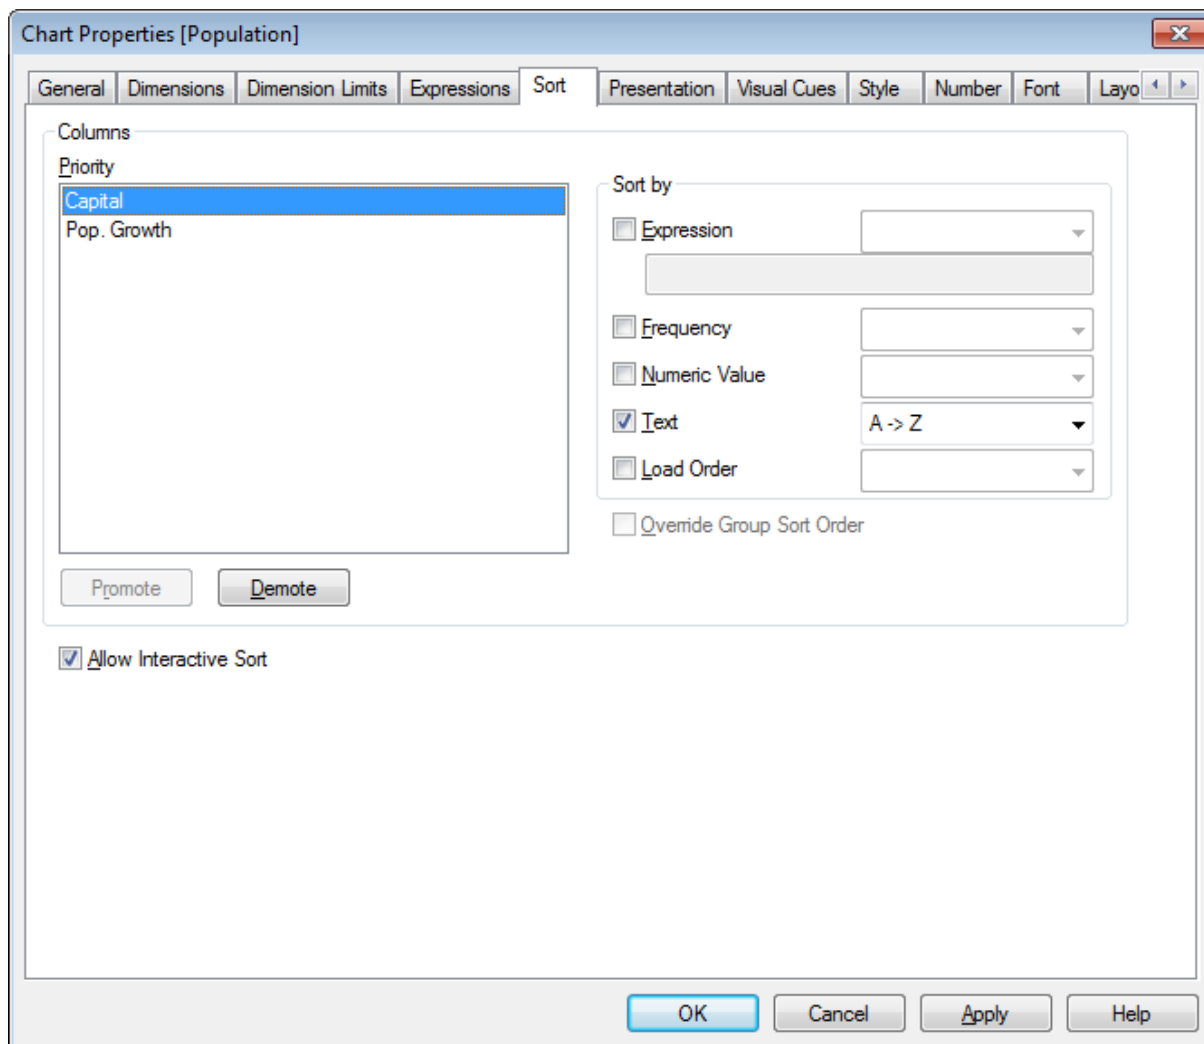 Chart Properties [Population]
General Dimensions Dimension Limits Expressions Sort Presentation Visual Cues Style Number Font Layo
Columns
Priority
Capital
Pop. Growth
Sort by
Expression
Frequency
Numeric Value
Text A -> Z
Load Order
Override Group Sort Order
Promote Demote
Allow Interactive Sort
OK Cancel Apply Help